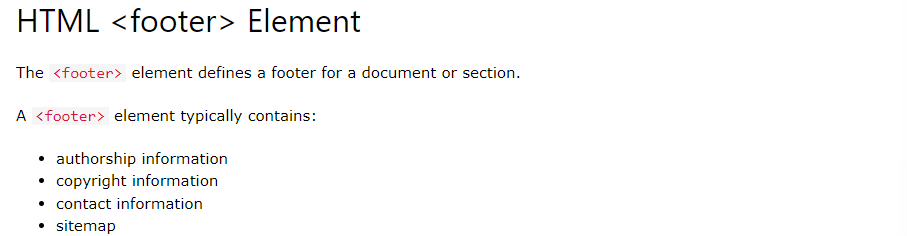 HTML <footer> Element
The <footer> element defines a footer for a document or section.
A <footer> element typically contains:
• authorship information
• copyright information
• contact information
• sitemap